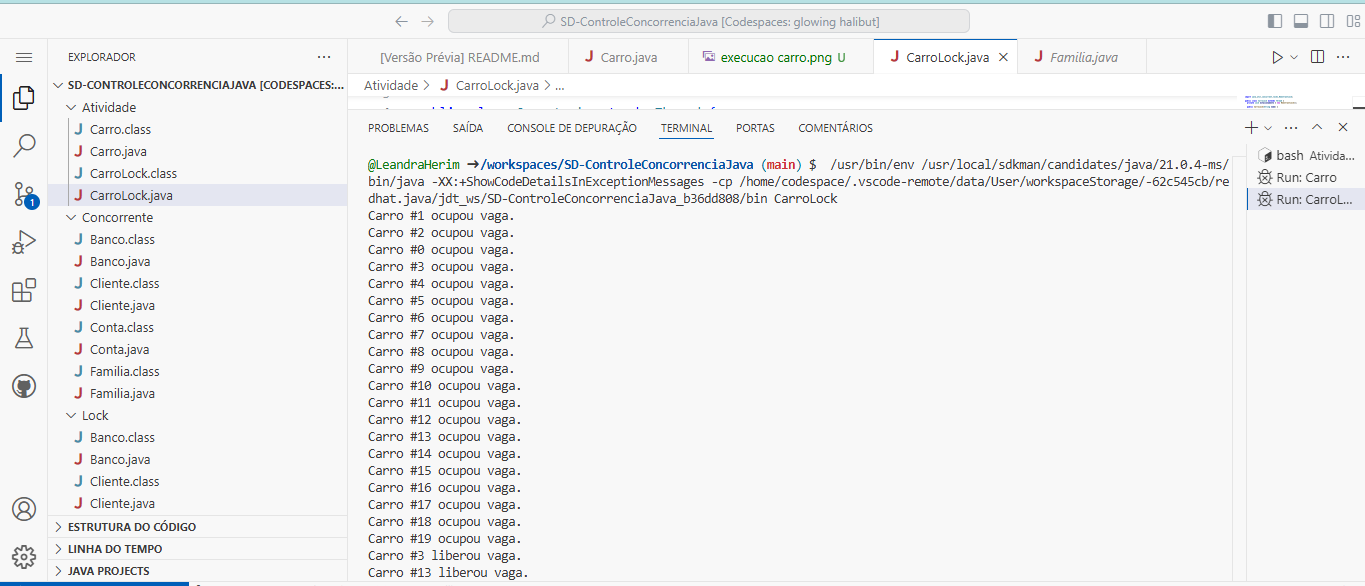 SD-ControleConcorrenciaJava [Codespaces: glowing halibut]
EXPLORADOR
SD-CONTROLECONCORRENCIAJAVA [CODESPACES:...
Atividade
J Carro.class
J Carro.java
J CarroLock.class
J CarroLock.java
Concorrente
J Banco.class
J Banco.java
J Cliente.class
J Cliente.java
J Conta.class
J Conta.java
J Familia.class
J Familia.java
Lock
J Banco.class
J Banco.java
J Cliente.class
J Cliente.java
ESTRUTURA DO CÓDIGO
LINHA DO TEMPO
JAVA PROJECTS
1
[Versão Prévia] README.md
J Carro.java
execucao carro.png U
J CarroLock.java
J Familia.java
Atividade > J CarroLock.java > ...
PROBLEMAS SAÍDA CONSOLE DE DEPURAÇÃO TERMINAL PORTAS COMENTÁRIOS
@LeandraHerim ➜/workspaces/SD-ControleConcorrenciaJava (main) $ /usr/bin/env /usr/local/sdkman/candidates/java/21.0.4-ms/
bin/java -XX:+ShowCodeDetailsInExceptionMessages -cp /home/codespace/.vscode-remote/data/User/workspaceStorage/-62c545cb/re
dhat.java/jdt_ws/SD-ControleConcorrenciaJava_b36dd808/bin CarroLock
Carro #1 ocupou vaga.
Carro #2 ocupou vaga.
Carro #0 ocupou vaga.
Carro #3 ocupou vaga.
Carro #4 ocupou vaga.
Carro #5 ocupou vaga.
Carro #6 ocupou vaga.
Carro #7 ocupou vaga.
Carro #8 ocupou vaga.
Carro #9 ocupou vaga.
Carro #10 ocupou vaga.
Carro #11 ocupou vaga.
Carro #12 ocupou vaga.
Carro #13 ocupou vaga.
Carro #14 ocupou vaga.
Carro #15 ocupou vaga.
Carro #16 ocupou vaga.
Carro #17 ocupou vaga.
Carro #18 ocupou vaga.
Carro #19 ocupou vaga.
Carro #3 liberou vaga.
Carro #13 liberou vaga.
bash Ativida...
Run: Carro
Run: CarroL...